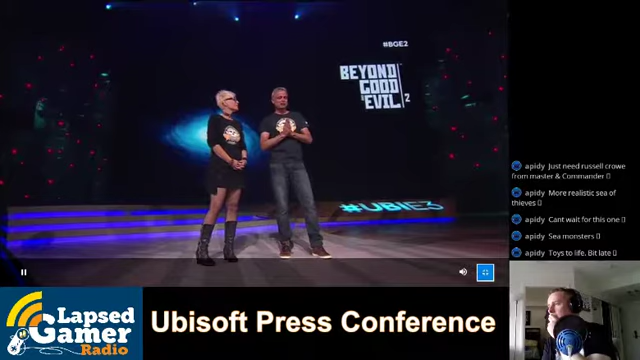 #BGE2
BEYOND
GOOD
& EVIL 2
#UBIE3
apidy Just need russell crowe
from master & Commander
apidy More realistic sea of
thieves
apidy Cant wait for this one
apidy Sea monsters
apidy Toys to life. Bit late
Lapsed
Gamer
Radio
Ubisoft Press Conference